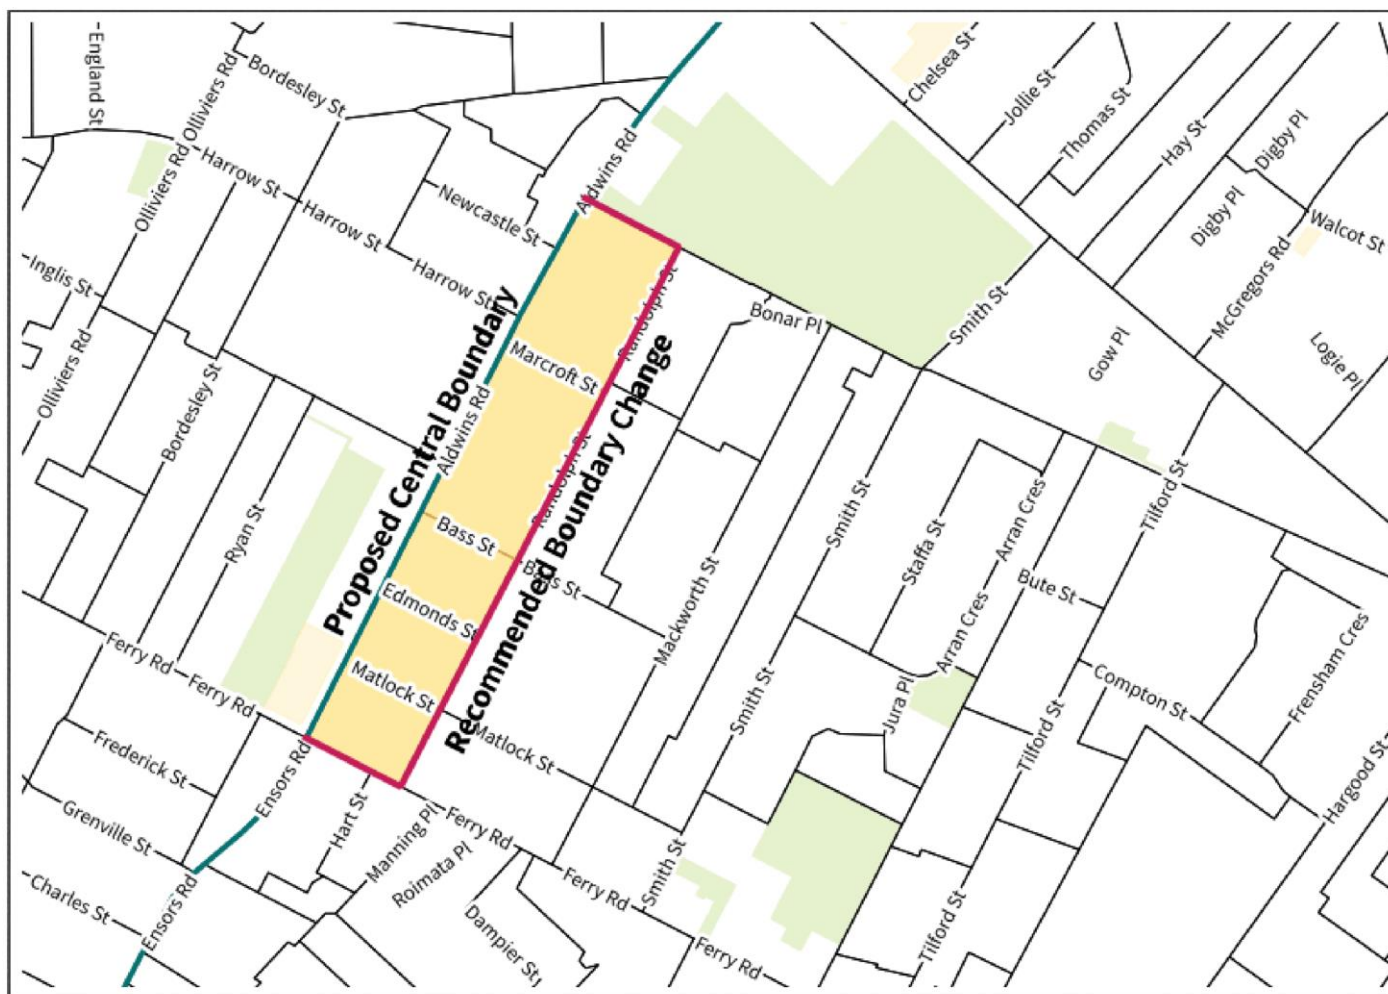 England St
Olliviers Rd
Bordesley St
Chelsea St
Jollie St
Thomas St
Hay St
Digby Pl
Olliviers Rd
Harrow St
Aldwins Rd
Newcastle St
Harrow St
Digby Pl
Walcot St
McGregors Rd
Inglis St
Harrow St
Randolph St
Bonar Pl
Smith St
Gow Pl
Logie Pl
Olliviers Rd
Marcroft St
Proposed Central Boundary
Recommended Boundary Change
Bordesley St
Aldwins Rd
Randolph St
Ryan St
Bass St
Bass St
Smith St
Staffa St
Arran Cres
Tilford St
Edmonds St
Mackworth St
Bute St
Arran Cres
Frensham Cres
Ferry Rd
Ferry Rd
Matlock St
Matlock St
Smith St
Jura Pl
Compton St
Tilford St
Frederick St
Ensors Rd
Hargood St
Grenville St
Hart St
Manning Pl
Ferry Rd
Roimata Pl
Smith St
Ferry Rd
Charles St
Ensors Rd
Dampier St
Tilford St
Ferry Rd